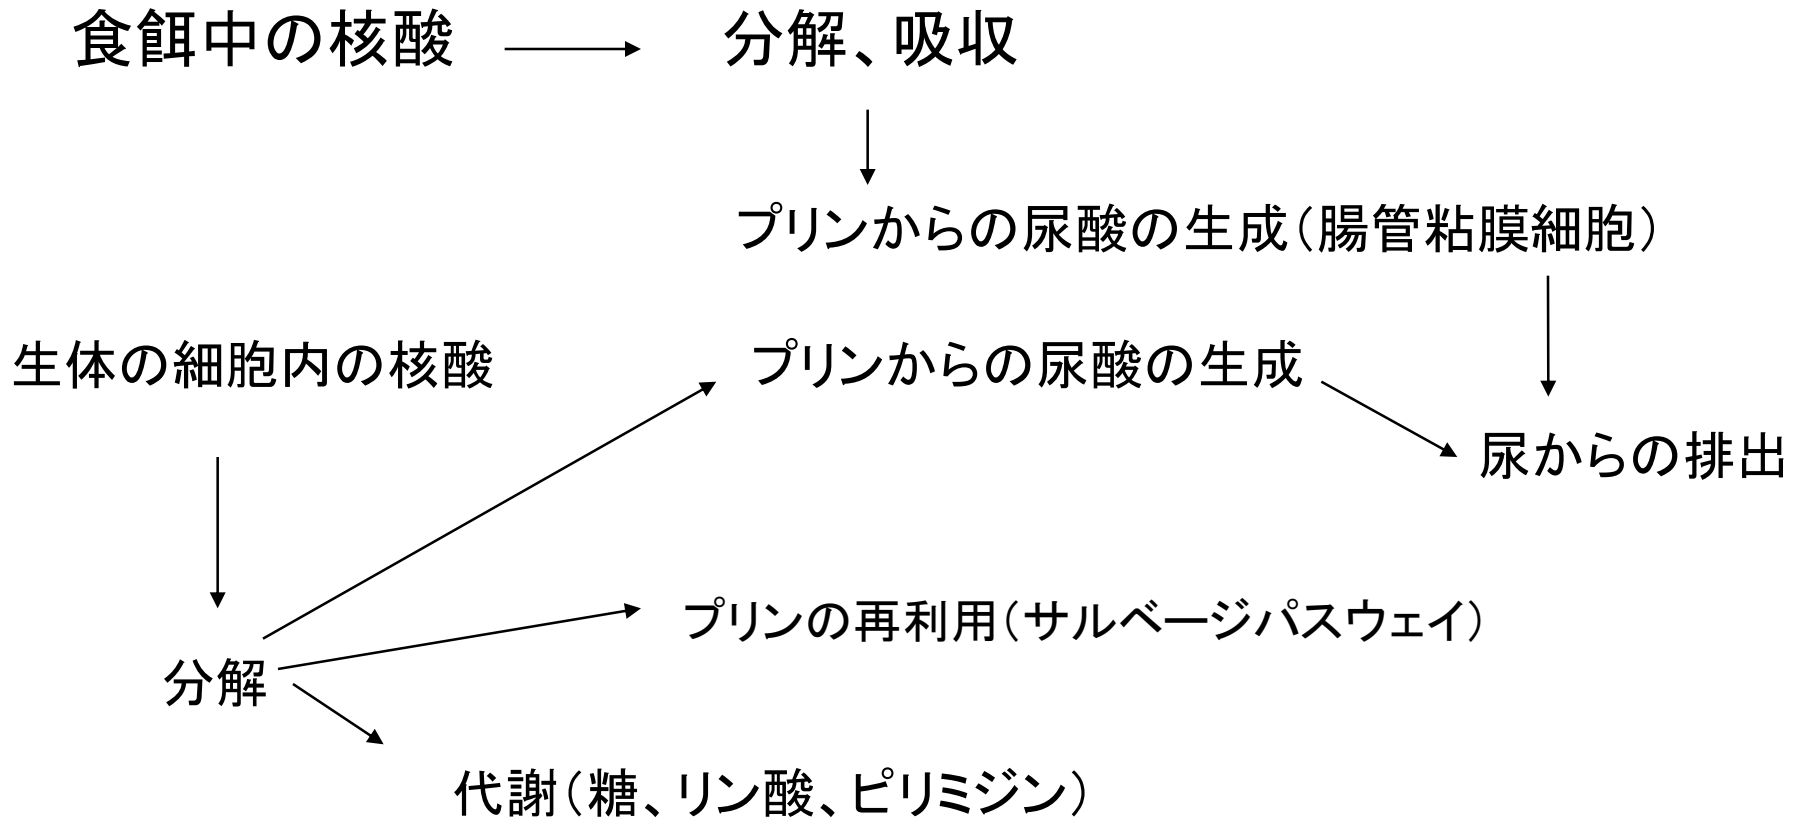 食餌中の核酸
分解、吸収
プリンからの尿酸の生成（腸管粘膜細胞）
生体の細胞内の核酸
プリンからの尿酸の生成
尿からの排出
プリンの再利用（サルベージパスウェイ）
分解
代謝（糖、リン酸、ピリミジン）